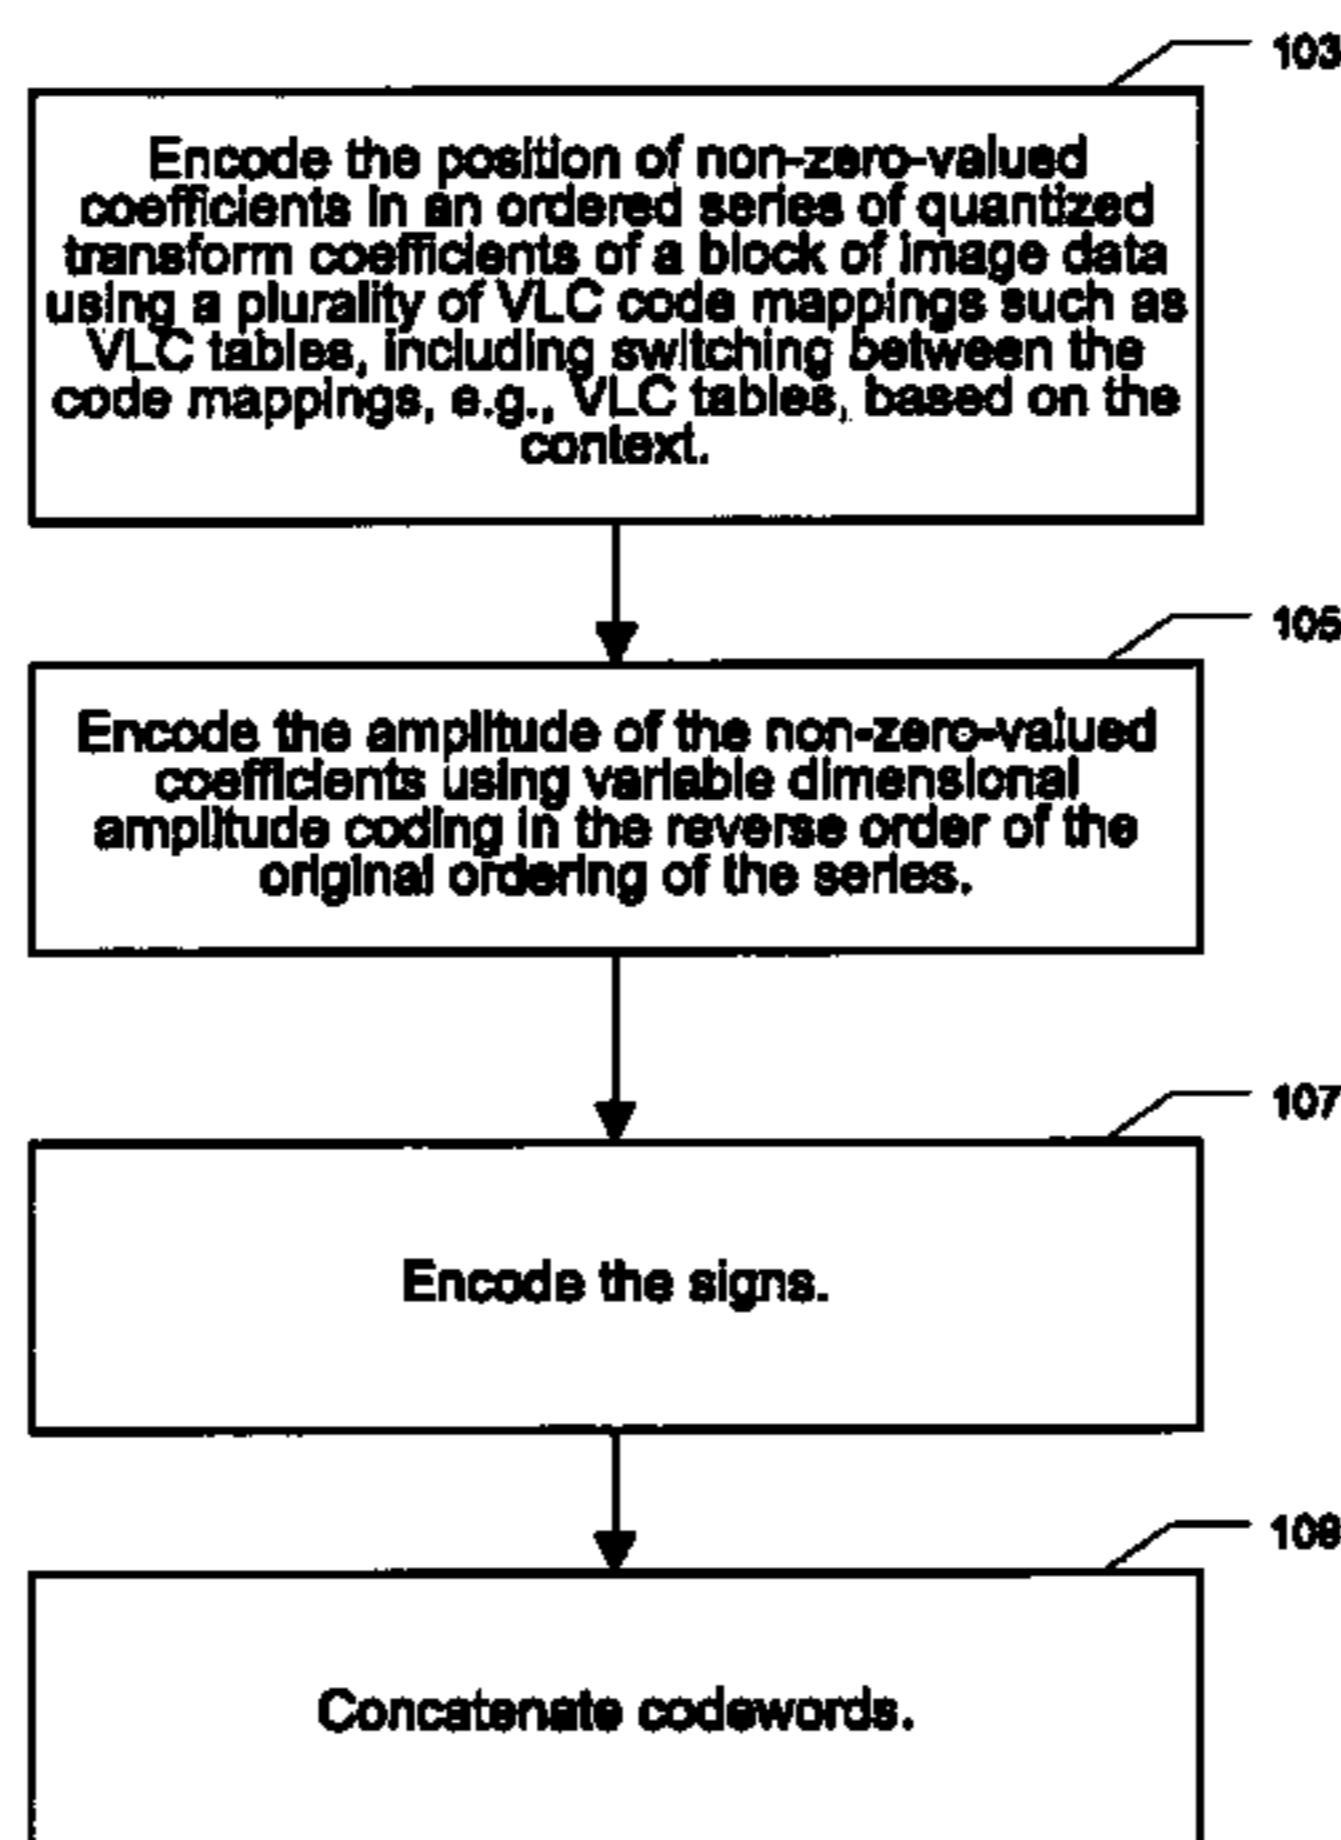 103
Encode the position of non-zero-valued
coefficients in an ordered series of quantized
transform coefficients of a block of image data
using a plurality of VLC code mappings such as
VLC tables, including switching between the
code mappings, e.g., VLC tables, based on the
context.
105
Encode the amplitude of the non-zero-valued
coefficients using variable dimensional
amplitude coding in the reverse order of the
original ordering of the series.
107
Encode the signs.
109
Concatenate codewords.